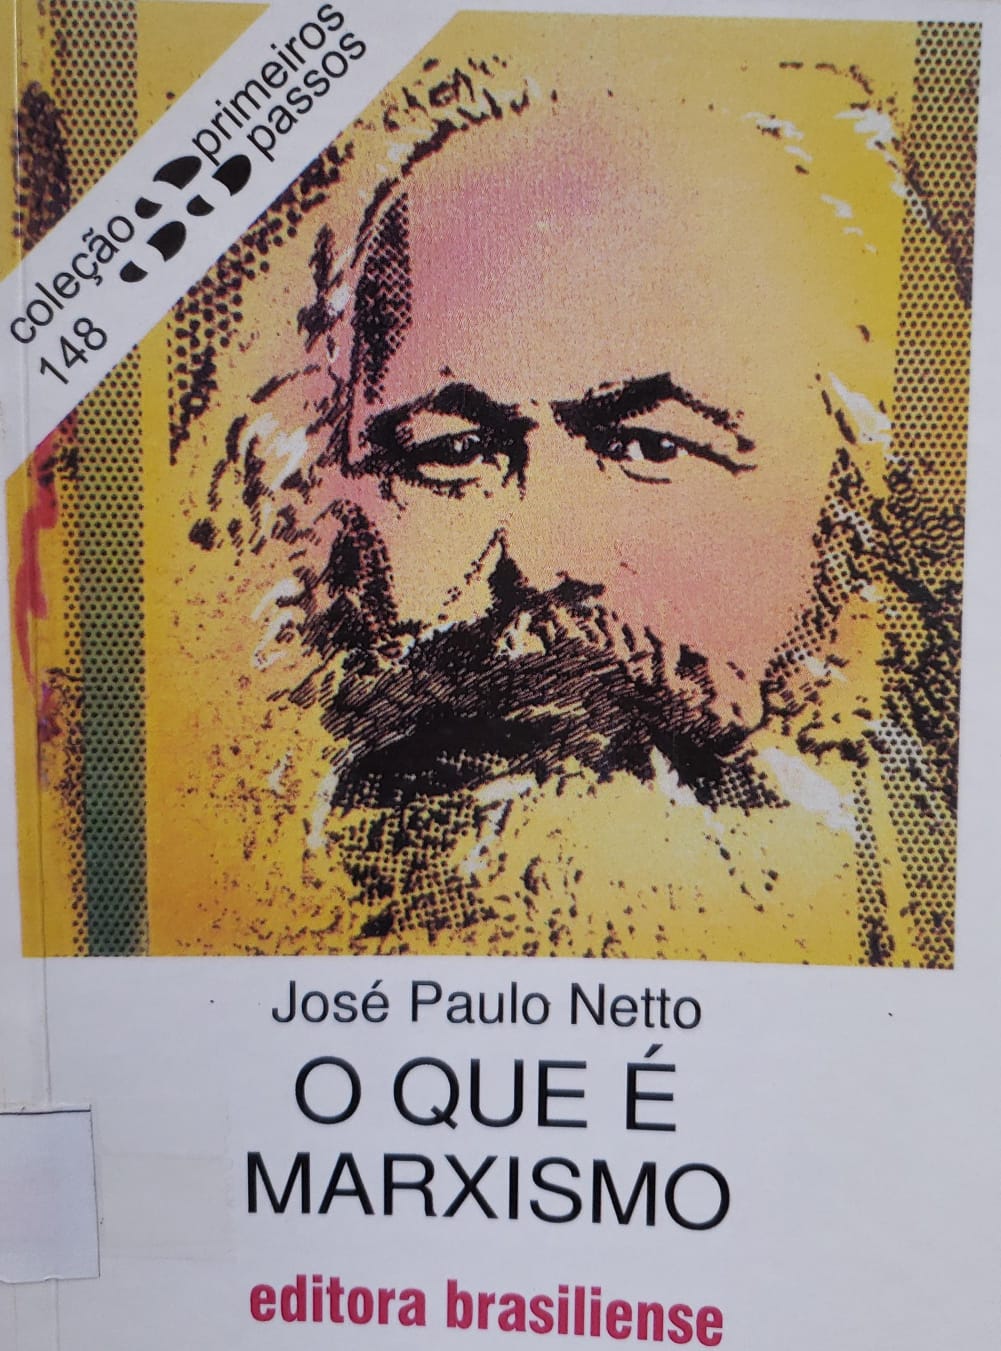 coleção primeiros passos
148
José Paulo Netto
O QUE É
MARXISMO
editora brasiliense